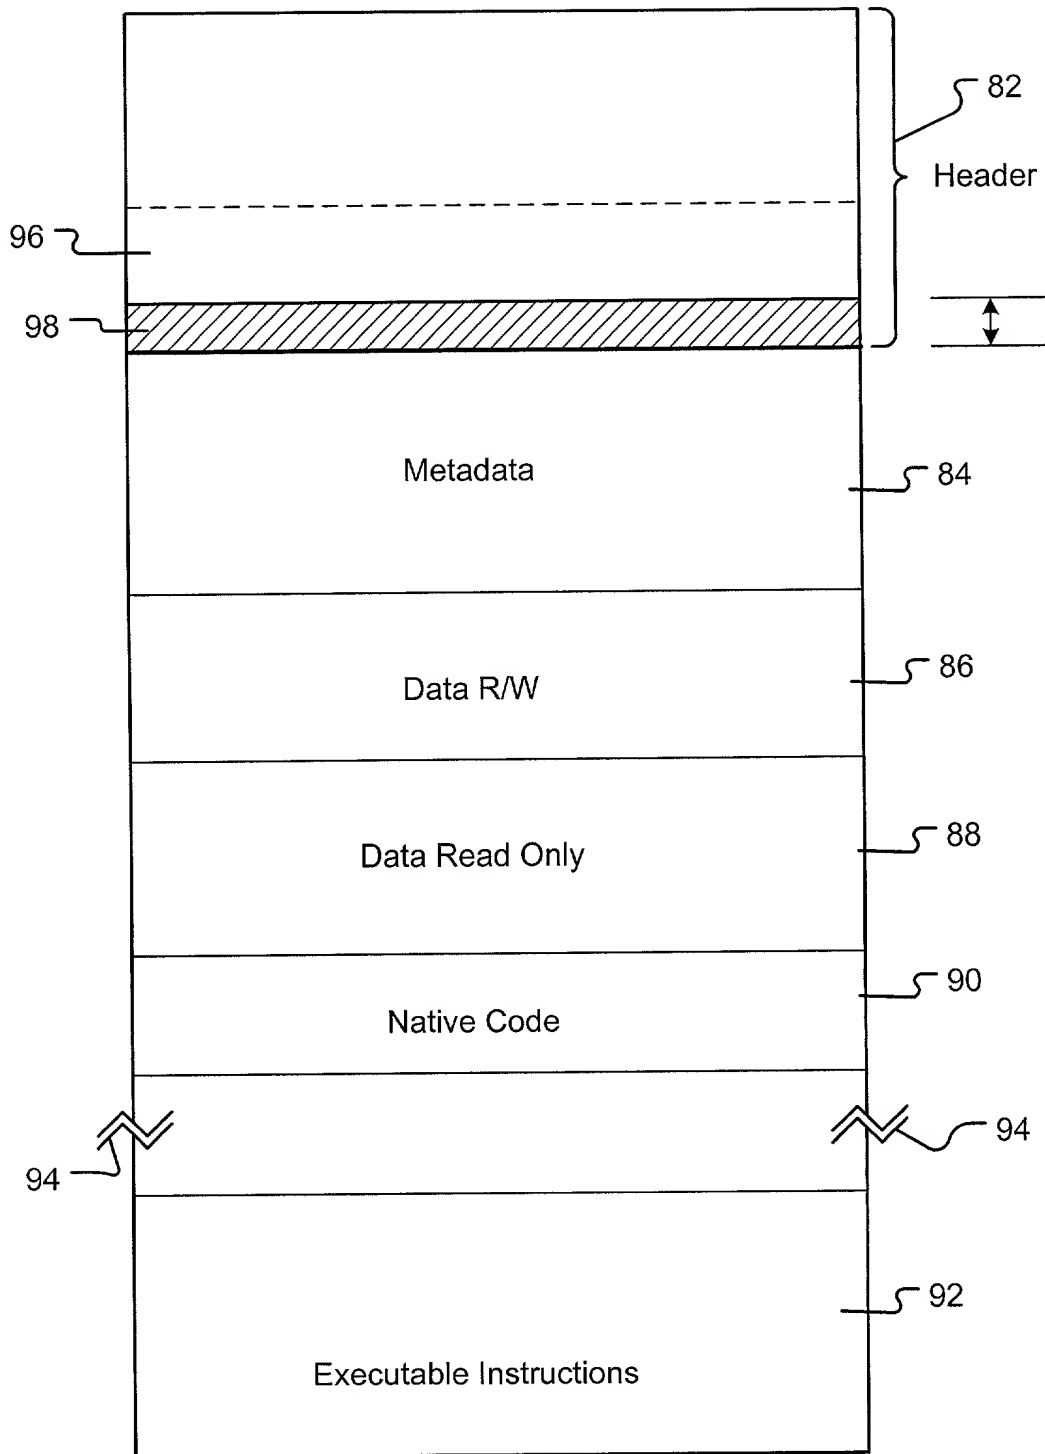 82
Header
96
98
Metadata
84
Data R/W
86
Data Read Only
88
Native Code
90
94
94
92
Executable Instructions